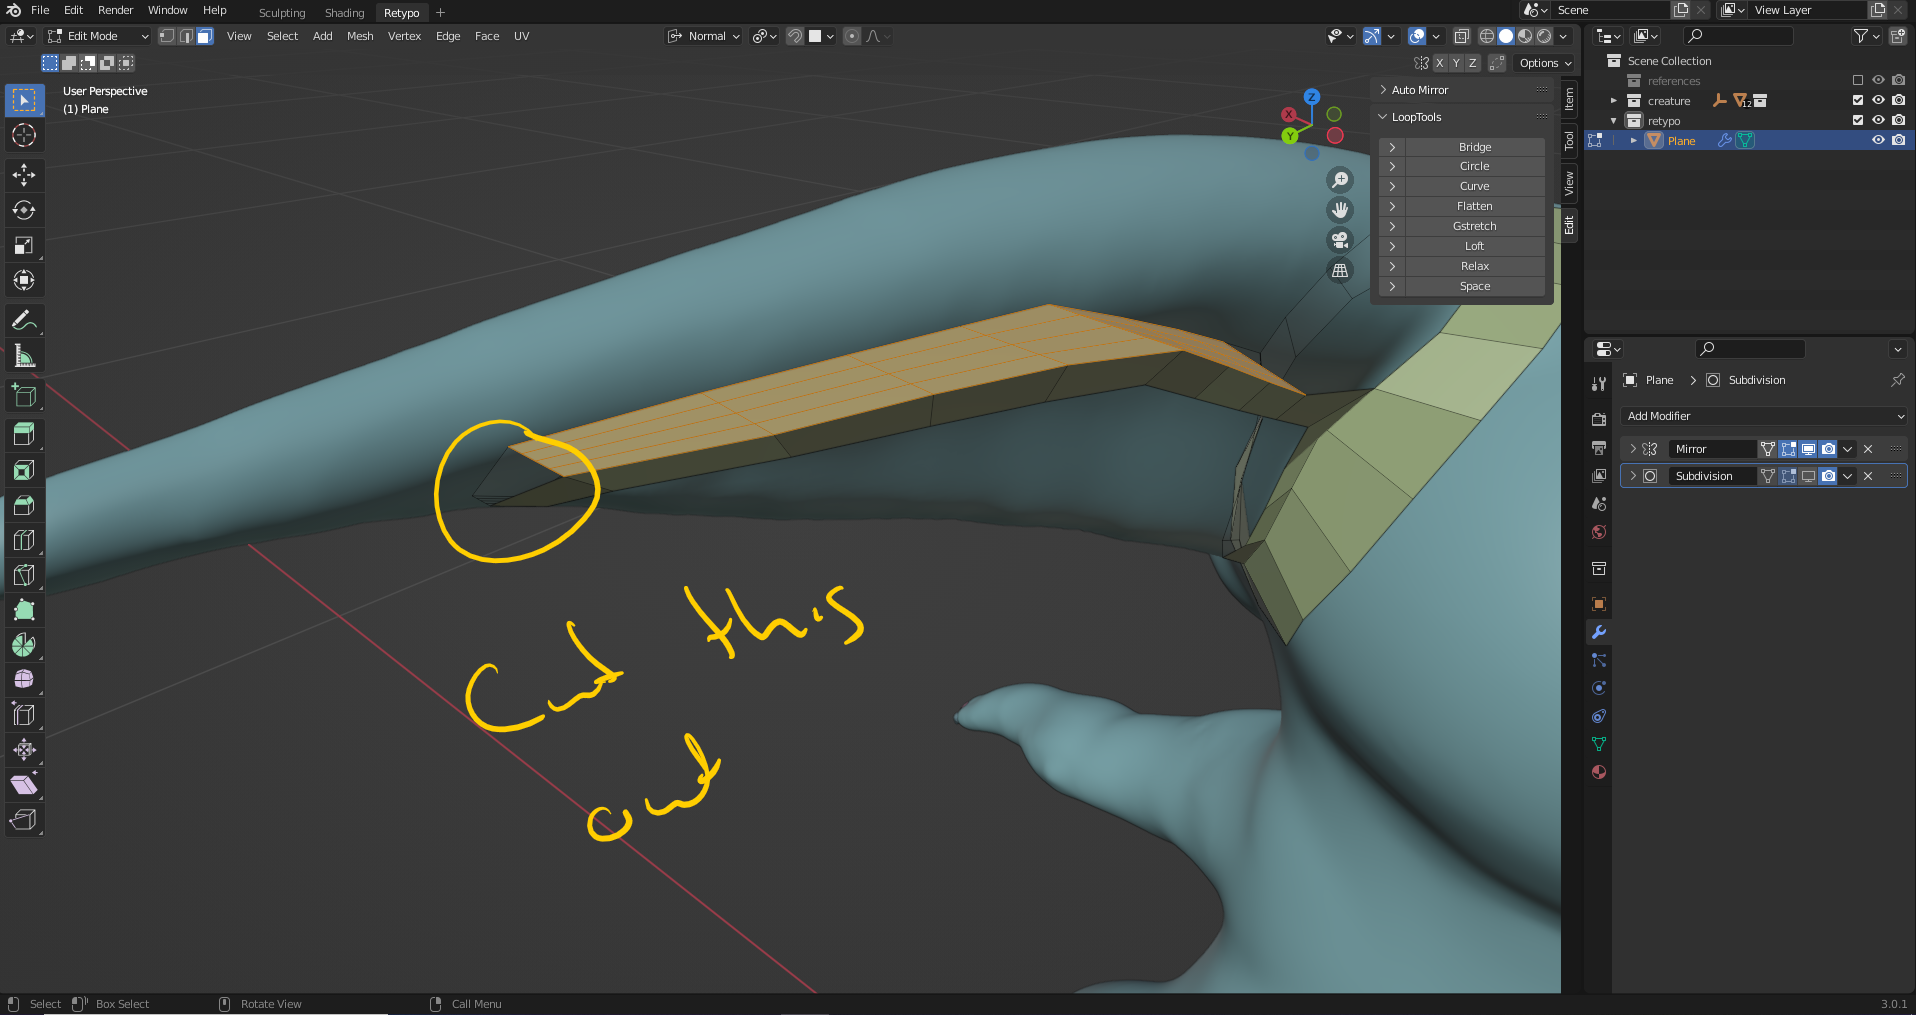 File Edit Render Window Help Sculpting Shading Retypo +
Scene View Layer
Edit Mode View Select Add Mesh Vertex Edge Face UV Normal
X Y Z Options
User Perspective
(1) Plane
Z
X
Y
Auto Mirror
LoopTools
Bridge
Circle
Curve
Flatten
Gstretch
Loft
Relax
Space
Item
Tool
View
Edit
Scene Collection
references
creature 12
retypo
Plane
Plane > Subdivision
Add Modifier
Mirror
Subdivision
Cut this
out
Select Box Select Rotate View Call Menu 3.0.1